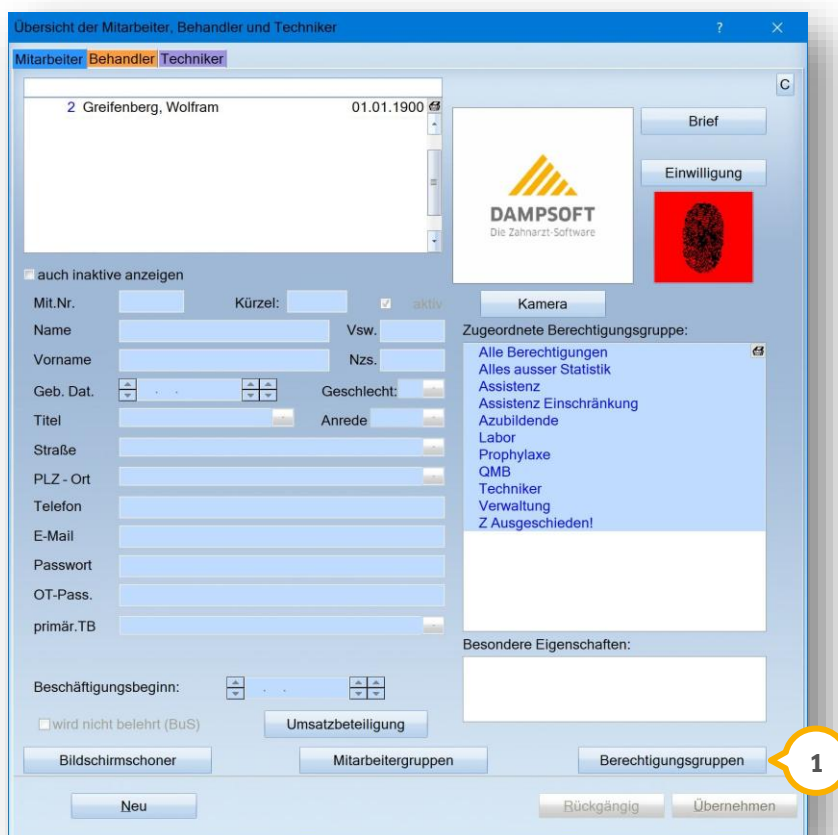 Übersicht der Mitarbeiter, Behandler und Techniker ?
Mitarbeiter Behandler Techniker
C
2 Greifenberg, Wolfram 01.01.1900
Brief
Einwilligung
DAMPSOFT
Die Zahnarzt-Software
auch inaktive anzeigen
Mit.Nr. Kürzel: aktiv
Kamera
Name Vsw.
Zugeordnete Berechtigungsgruppe:
Vorname Nzs.
Alle Berechtigungen
Alles ausser Statistik
Geb. Dat. . . Geschlecht:
Assistenz
Assistenz Einschränkung
Titel Anrede
Azubildende
Labor
Straße
Prophylaxe
QMB
PLZ - Ort
Techniker
Telefon
Verwaltung
Z Ausgeschieden!
E-Mail
Passwort
OT-Pass.
primär.TB
Besondere Eigenschaften:
Beschäftigungsbeginn: . .
wird nicht belehrt (BuS) Umsatzbeteiligung
Bildschirmschoner Mitarbeitergruppen Berechtigungsgruppen 1
Neu Rückgängig Übernehmen